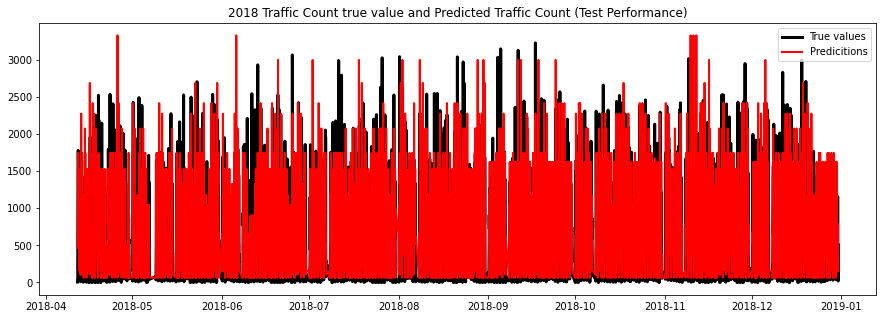 2018 Traffic Count true value and Predicted Traffic Count (Test Performance)
True values
Predicitions
3000
2500
2000
1500
1000
500
0
2018-04 2018-05 2018-06 2018-07 2018-08 2018-09 2018-10 2018-11 2018-12 2019-01